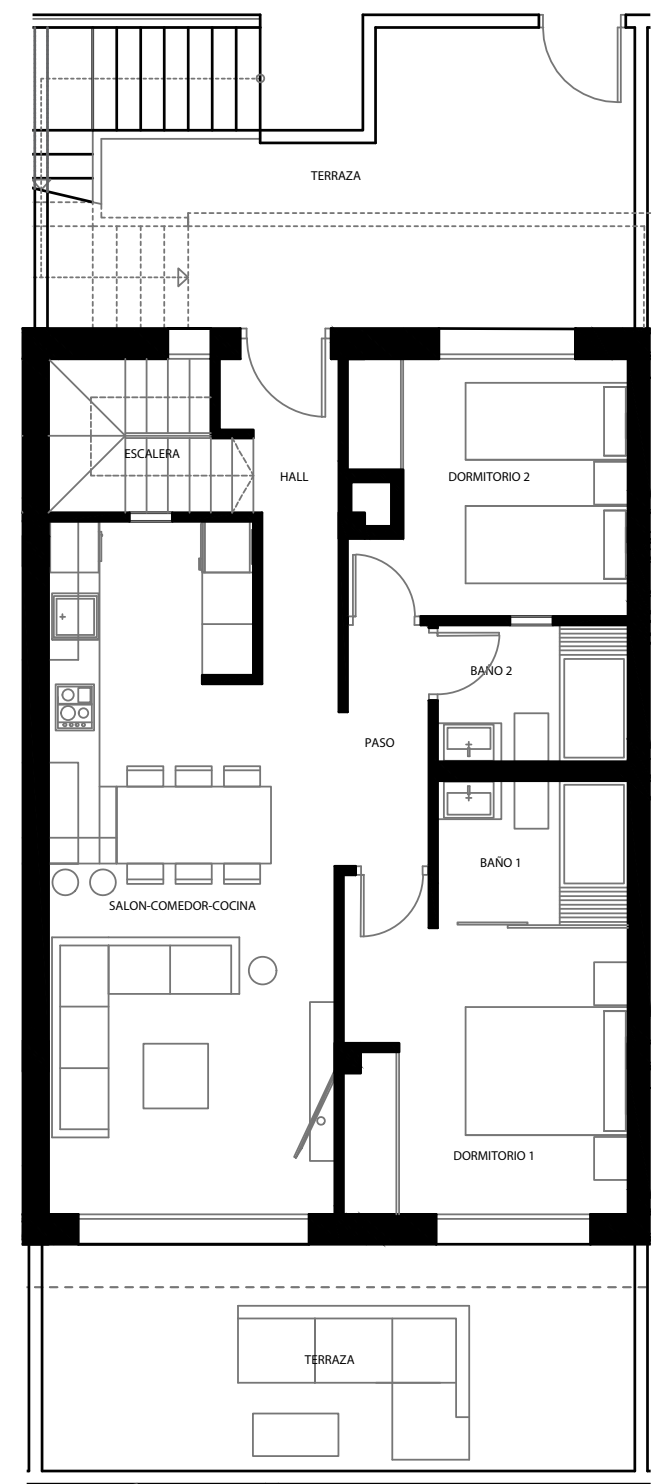 TERRAZA
ESCALERA
HALL
DORMITORIO 2
BAÑO 2
PASO
BAÑO 1
SALON-COMEDOR-COCINA
DORMITORIO 1
TERRAZA